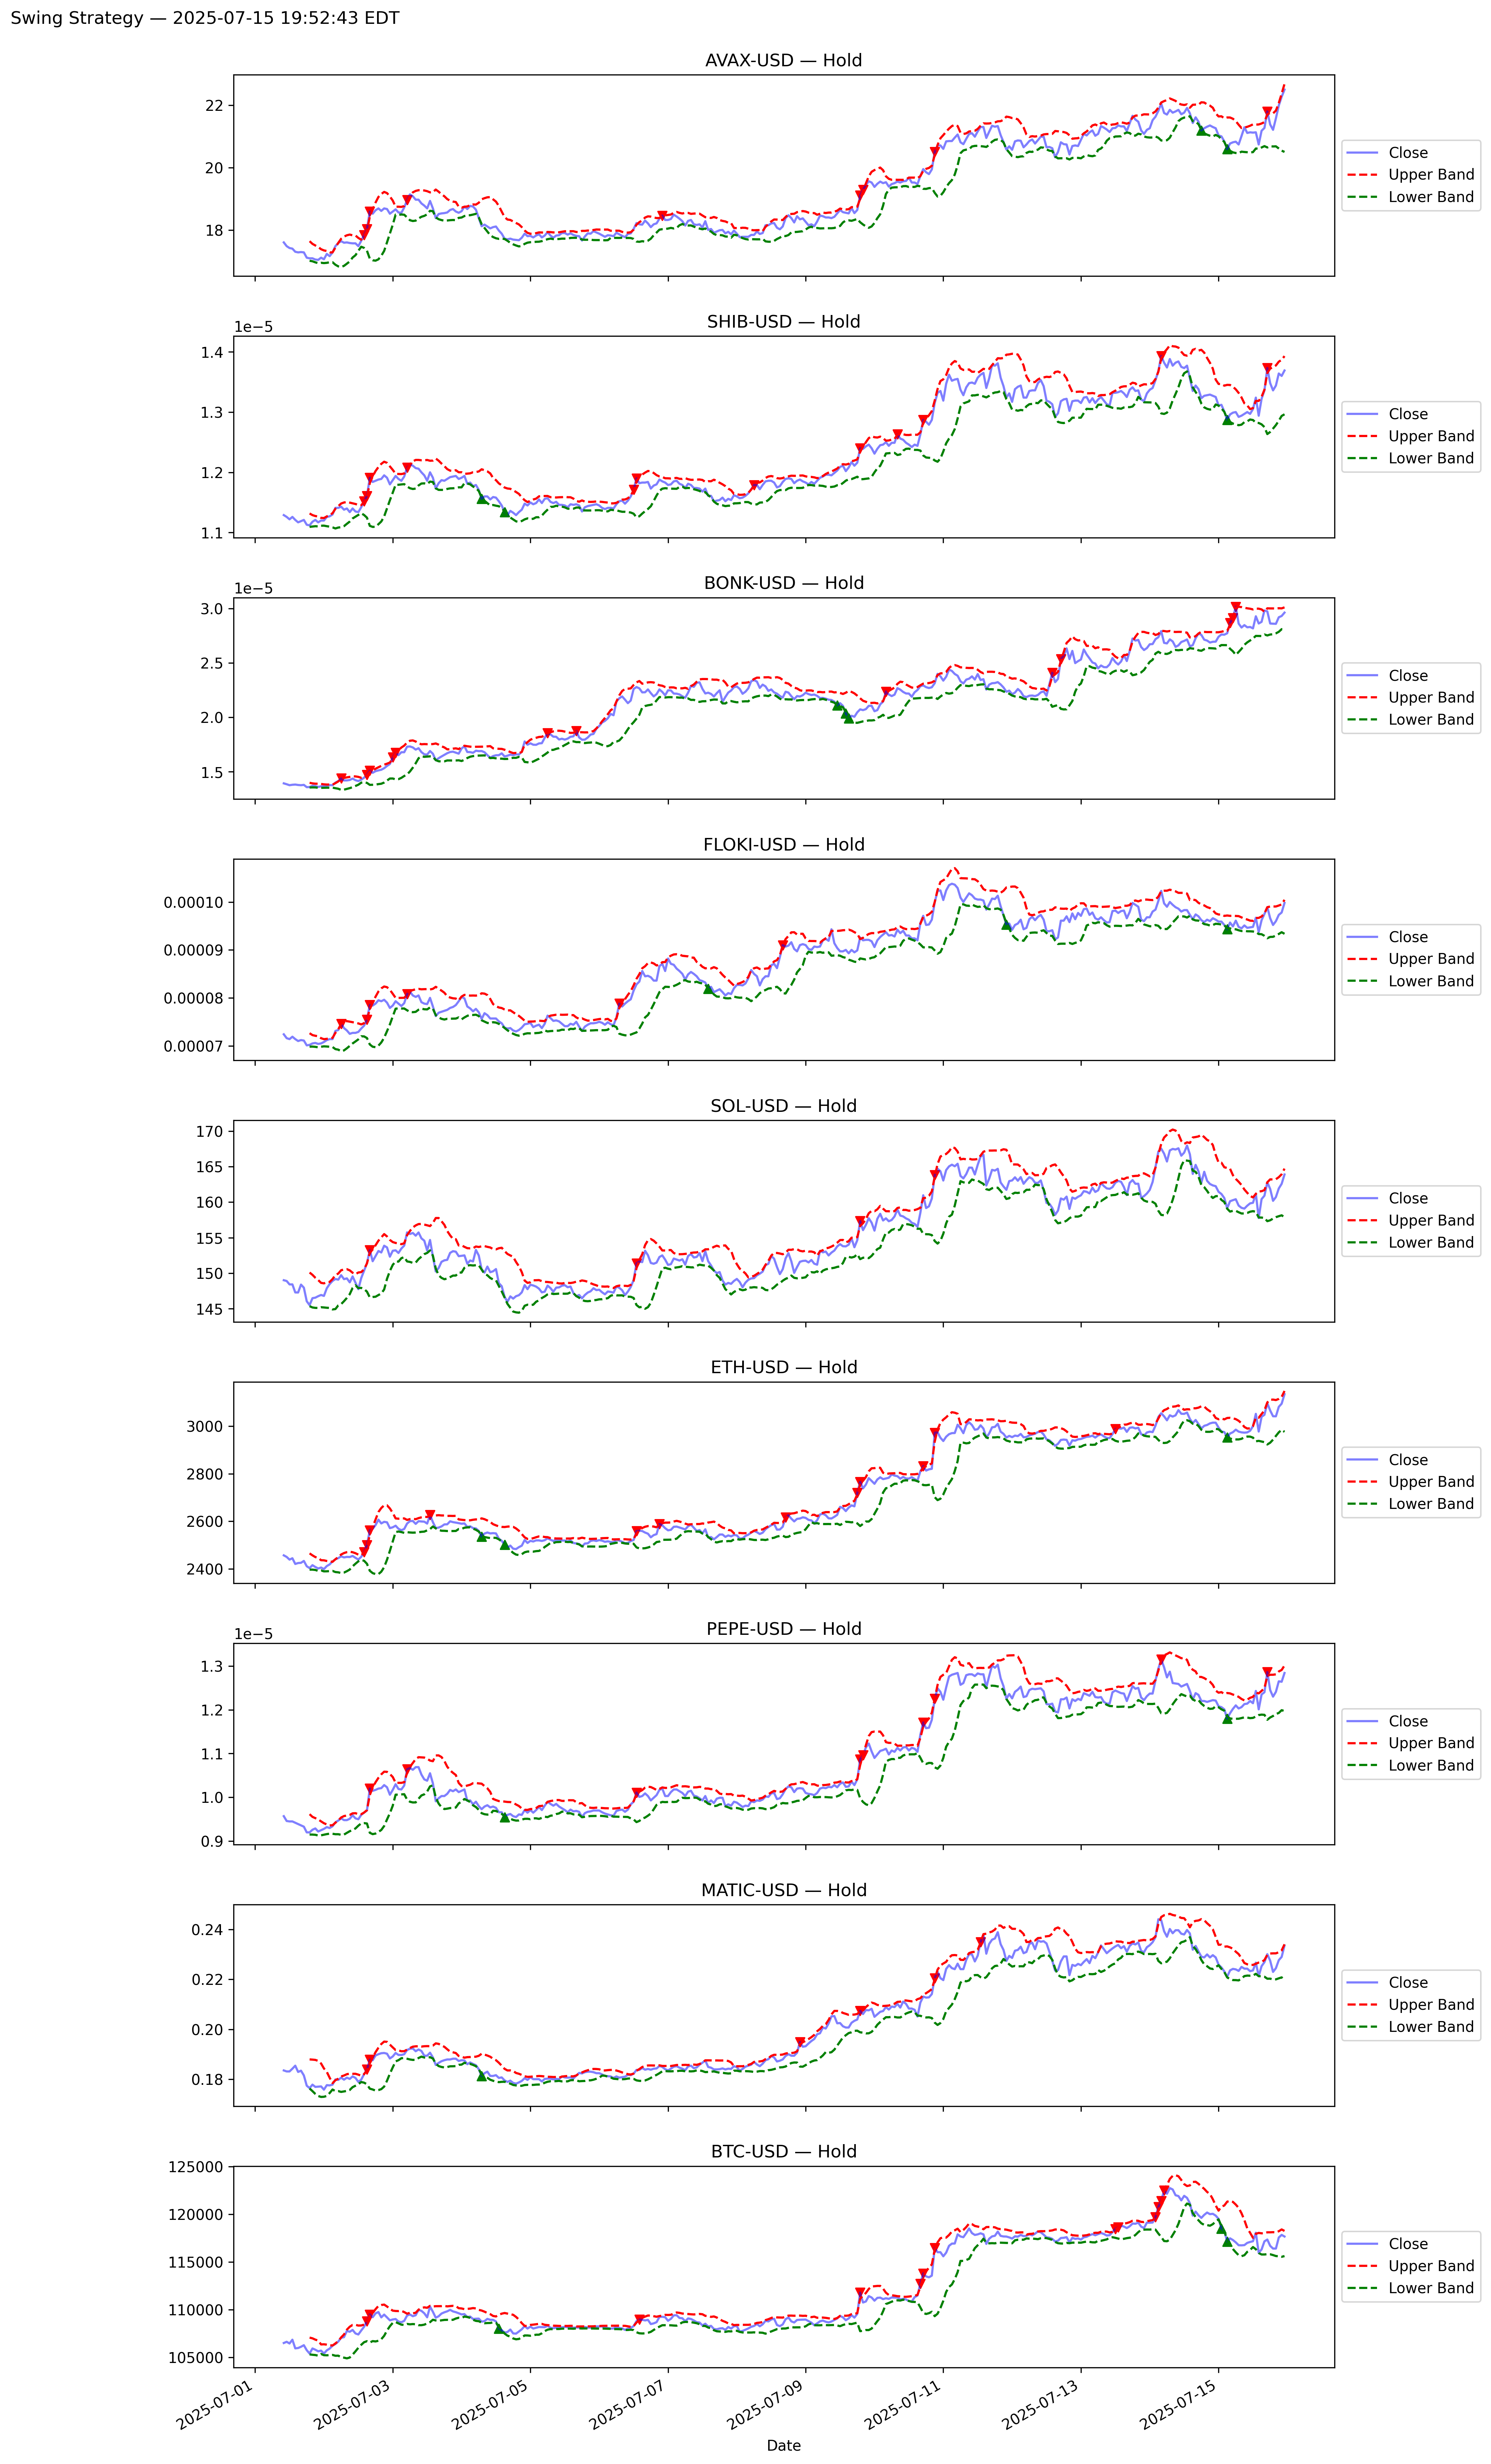 Swing Strategy — 2025-07-15 19:52:43 EDT
AVAX-USD — Hold
22
20
18
Close
Upper Band
Lower Band
SHIB-USD — Hold
1e−5
1.4
1.3
1.2
1.1
Close
Upper Band
Lower Band
BONK-USD — Hold
1e−5
3.0
2.5
2.0
1.5
Close
Upper Band
Lower Band
FLOKI-USD — Hold
0.00010
0.00009
0.00008
0.00007
Close
Upper Band
Lower Band
SOL-USD — Hold
170
165
160
155
150
145
Close
Upper Band
Lower Band
ETH-USD — Hold
3000
2800
2600
2400
Close
Upper Band
Lower Band
PEPE-USD — Hold
1e−5
1.3
1.2
1.1
1.0
0.9
Close
Upper Band
Lower Band
MATIC-USD — Hold
0.24
0.22
0.20
0.18
Close
Upper Band
Lower Band
BTC-USD — Hold
125000
120000
115000
110000
105000
Close
Upper Band
Lower Band
2025-07-01
2025-07-03
2025-07-05
2025-07-07
2025-07-09
2025-07-11
2025-07-13
2025-07-15
Date